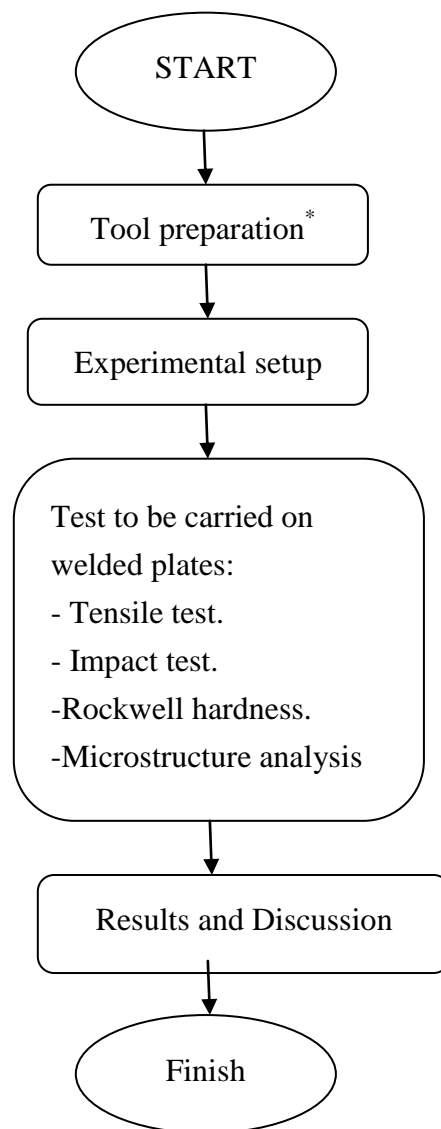 START
Tool preparation*
Experimental setup
Test to be carried on
welded plates:
- Tensile test.
- Impact test.
-Rockwell hardness.
-Microstructure analysis
Results and Discussion
Finish